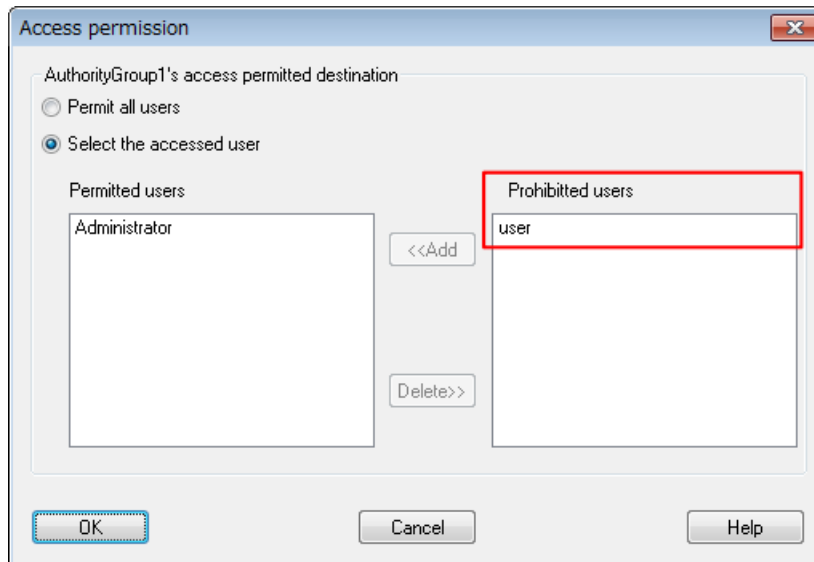 Access permission
AuthorityGroup1's access permitted destination
Permit all users
Select the accessed user
Permitted users
Prohibitted users
Administrator
user
<<Add
Delete>>
OK
Cancel
Help